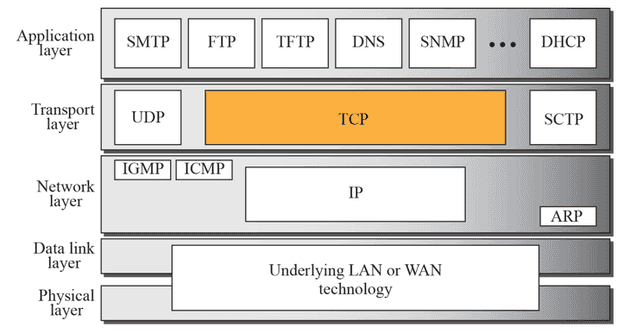 Application
layer
SMTP
FTP
TFTP
DNS
SNMP
•••
DHCP
Transport
layer
UDP
TCP
SCTP
Network
layer
IGMP
ICMP
IP
ARP
Data link
layer
Underlying LAN or WAN
technology
Physical
layer